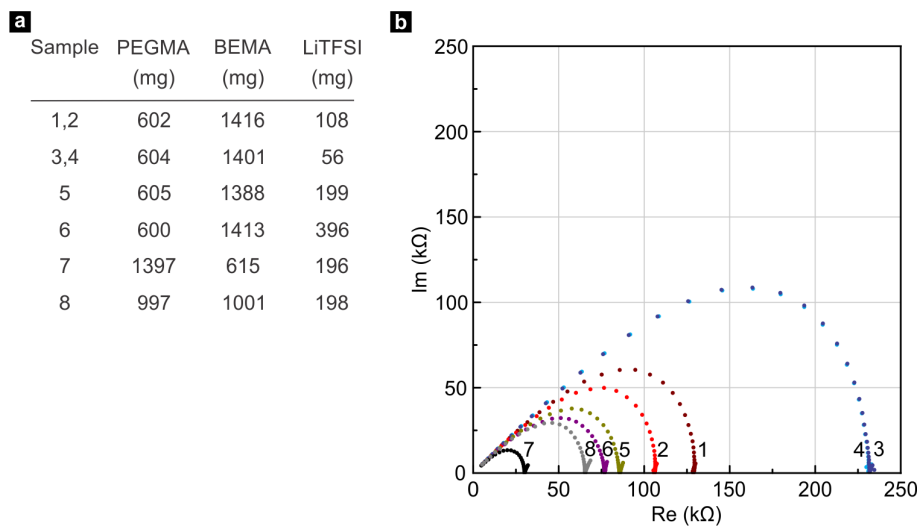 a
Sample PEGMA BEMA LiTFSI
(mg) (mg) (mg)
1,2 602 1416 108
3,4 604 1401 56
5 605 1388 199
6 600 1413 396
7 1397 615 196
8 997 1001 198
b
250
200
150
100
50
0
Im (kΩ)
7 8 6 5 2 1 4 3
0 50 100 150 200 250
Re (kΩ)